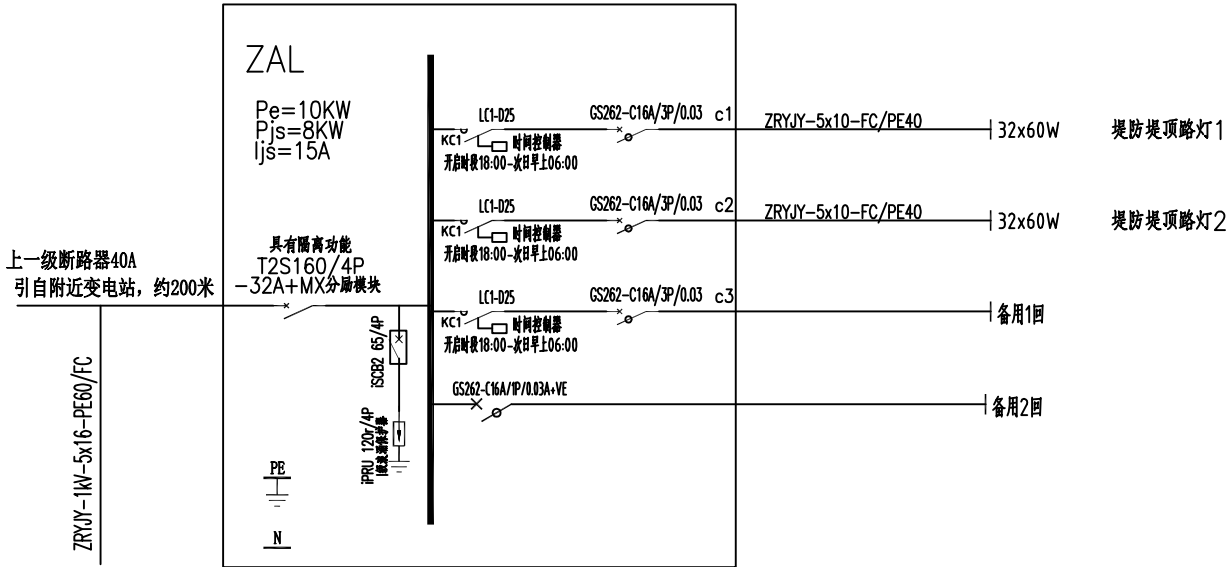 ZAL
Pe=10KW
Pjs=8KW
Ijs=15A
LC1-D25
GS262-C16A/3P/0.03
c1
ZRYJY-5x10-FC/PE40
32x60W
堤防堤顶路灯1
KC1
时间控制器
开启时段18:00-次日早上06:00
LC1-D25
GS262-C16A/3P/0.03
c2
ZRYJY-5x10-FC/PE40
32x60W
堤防堤顶路灯2
KC1
时间控制器
开启时段18:00-次日早上06:00
上一级断路器40A
引自附近变电站，约200米
具有隔离功能
T2S160/4P
-32A+MX分励模块
LC1-D25
GS262-C16A/3P/0.03
c3
备用1回
KC1
时间控制器
开启时段18:00-次日早上06:00
GS262-C16A/1P/0.03A+VE
备用2回
ZRYJY-1kV-5x16-PE60/FC
iSCB2 65/4P
iPRU 120r/4P
I级浪涌保护器
PE
N